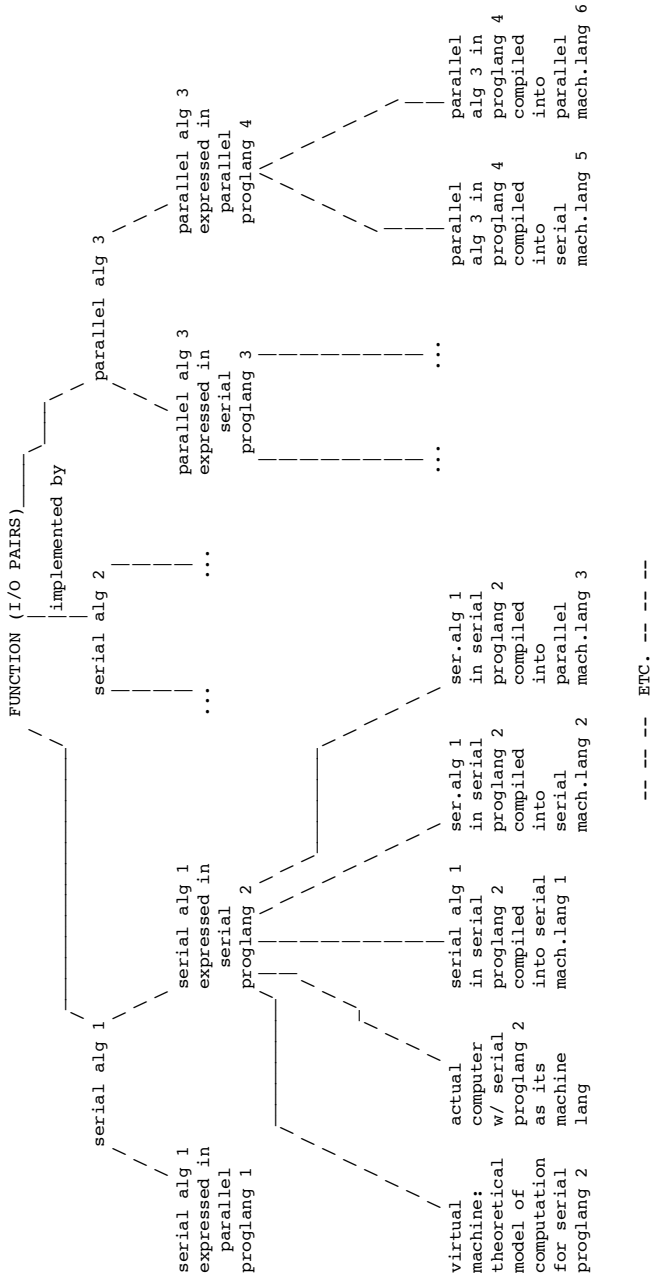 FUNCTION (I/O PAIRS)
implemented by
serial alg 1
serial alg 2
parallel alg 3
...
...
serial alg 1
expressed in
parallel
proglang 1
serial alg 1
expressed in
serial
proglang 2
parallel alg 3
expressed in
serial
proglang 3
parallel alg 3
expressed in
parallel
proglang 4
...
...
virtual
machine:
theoretical
model of
computation
for serial
proglang 2
actual
computer
w/ serial
proglang 2
as its
machine
lang
serial alg 1
in serial
proglang 2
compiled
into serial
mach.lang 1
ser.alg 1
in serial
proglang 2
compiled
into
serial
mach.lang 2
ser.alg 1
in serial
proglang 2
compiled
into
parallel
mach.lang 3
parallel
alg 3 in
proglang 4
compiled
into
serial
mach.lang 5
parallel
alg 3 in
proglang 4
compiled
into
parallel
mach.lang 6
-- -- -- ETC. -- -- --